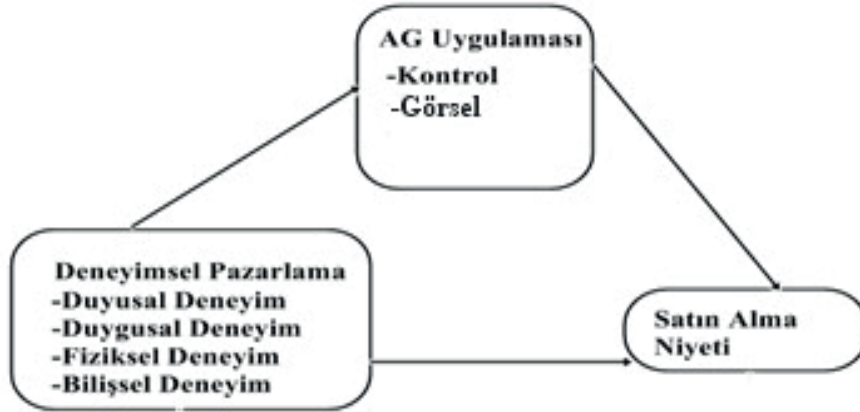 AG Uygulaması
-Kontrol
-Görsel
Deneyimsel Pazarlama
-Duyusal Deneyim
-Duygusal Deneyim
-Fiziksel Deneyim
-Bilişsel Deneyim
Satın Alma
Niyeti